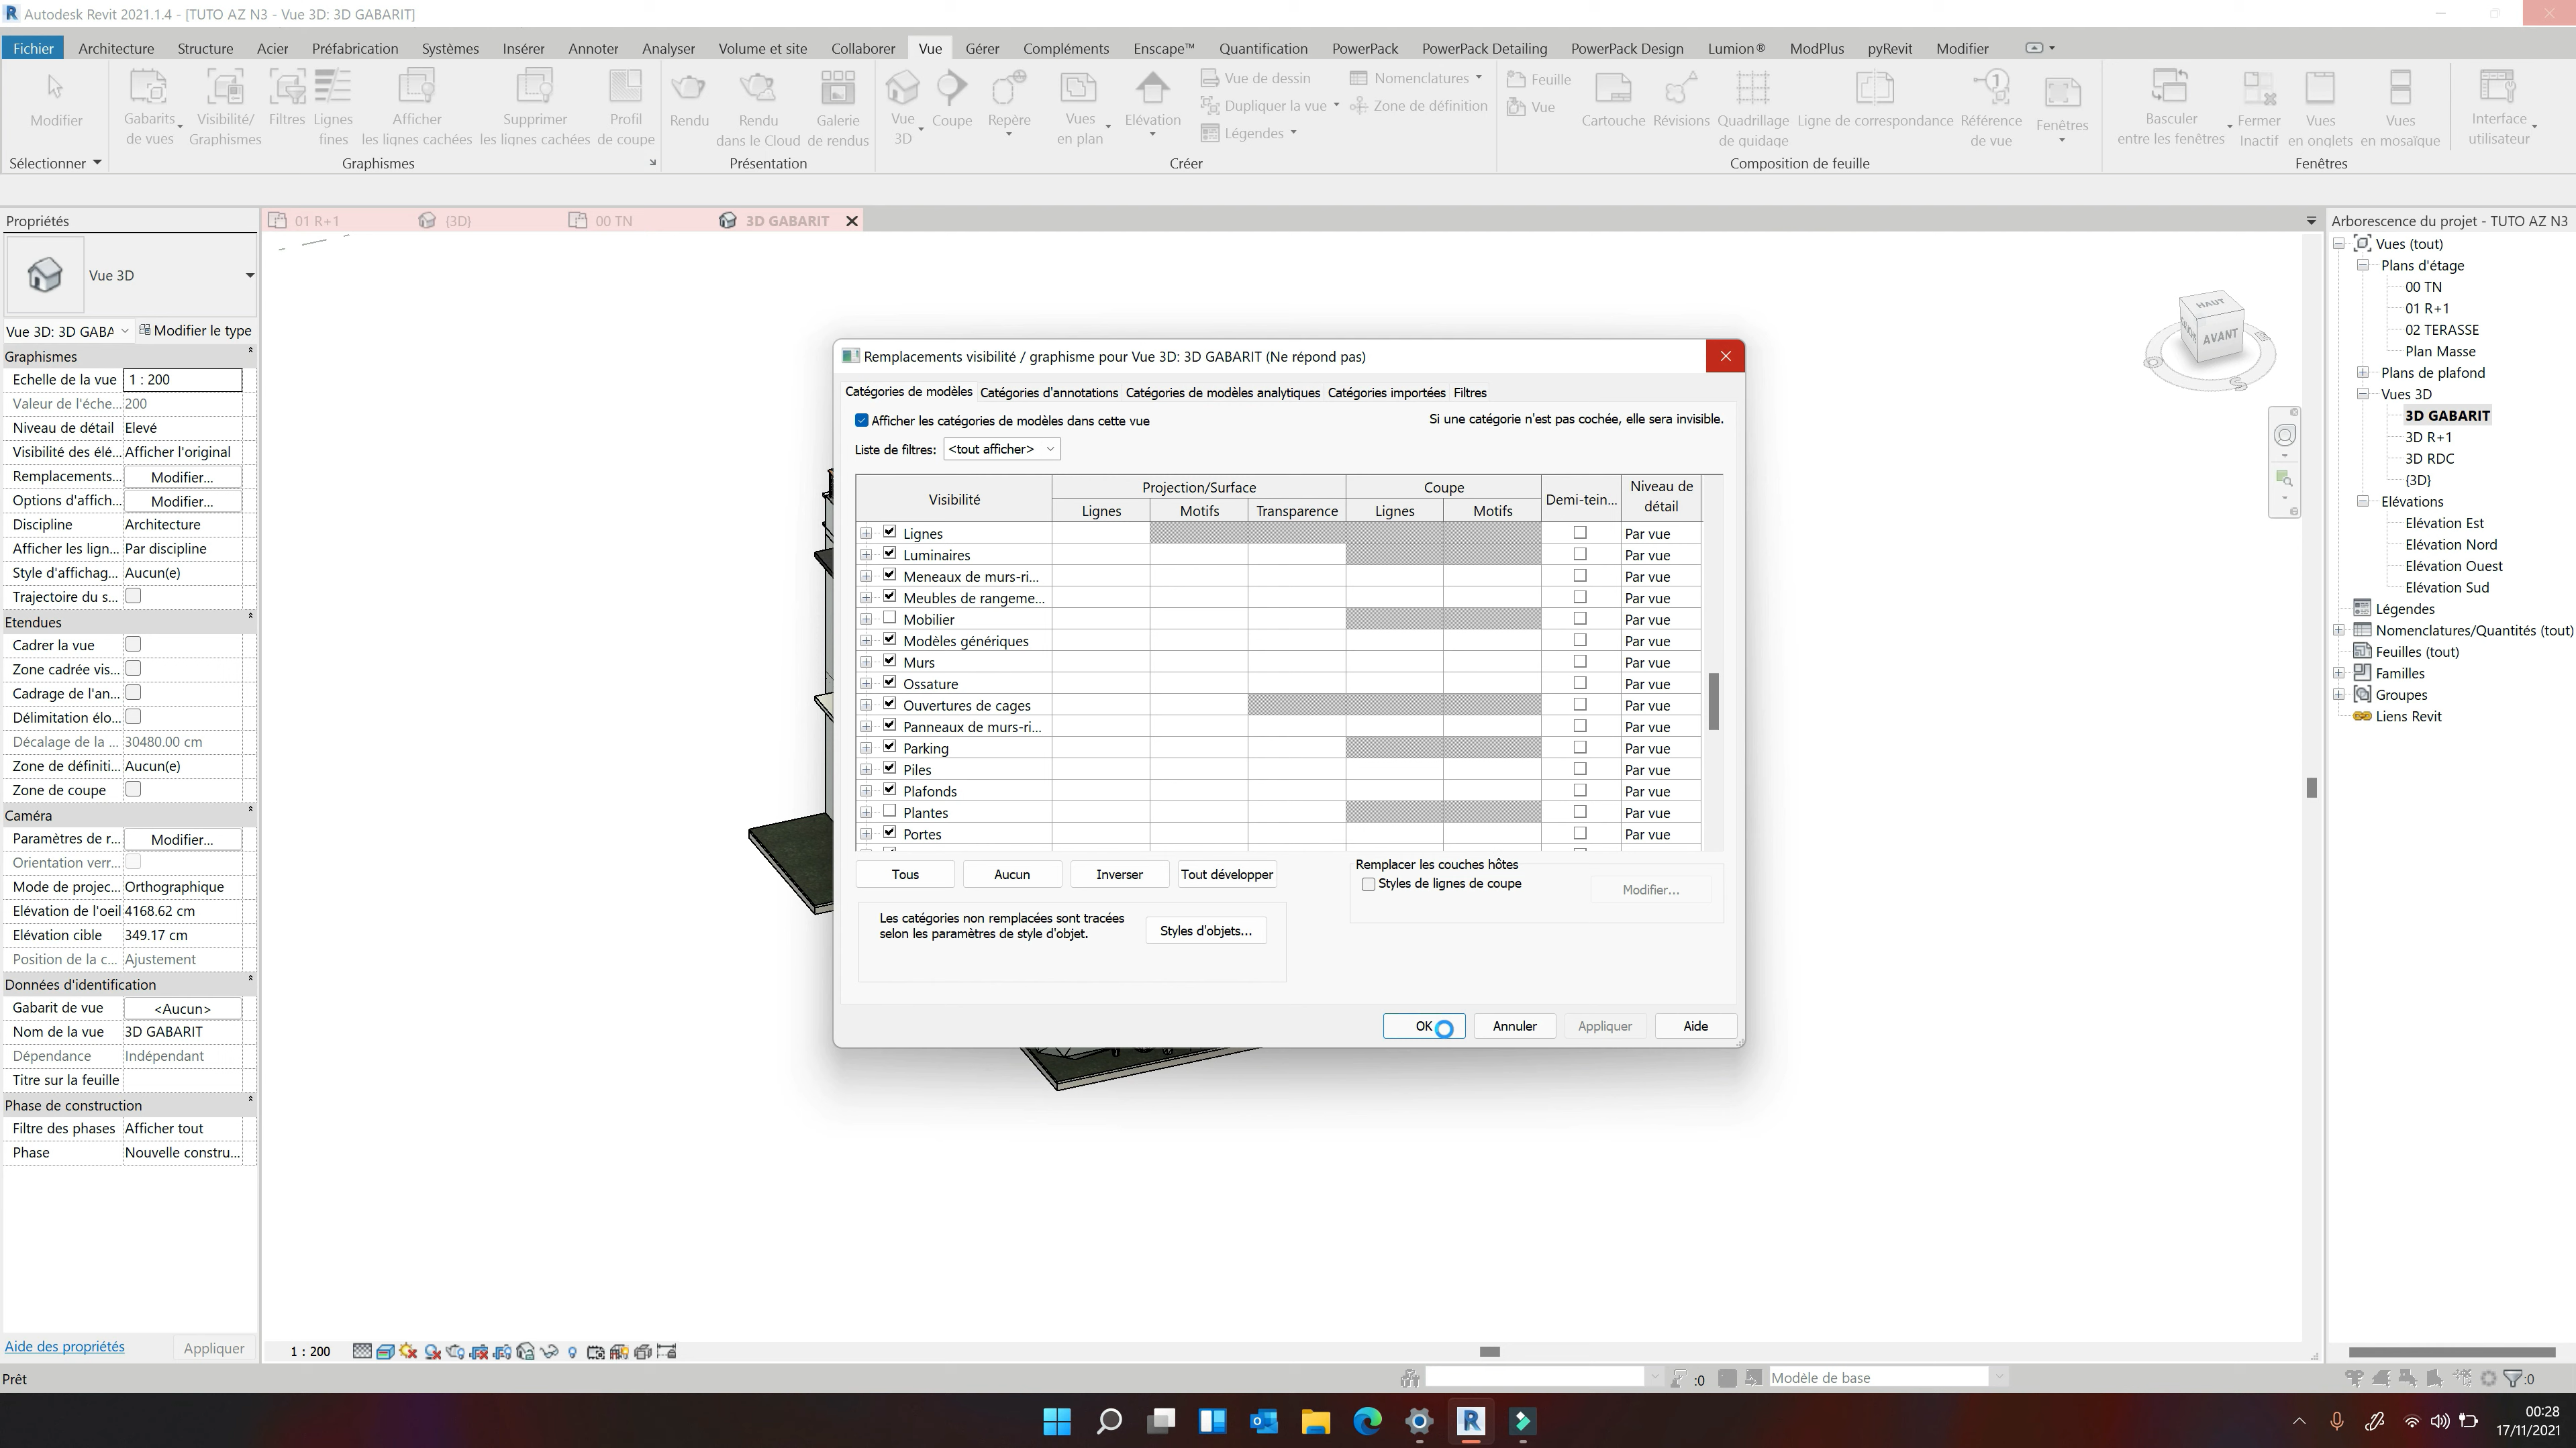 Autodesk Revit 2021.1.4 - [TUTO AZ N3 - Vue 3D: 3D GABARIT]
Fichier Architecture Structure Acier Préfabrication Systèmes Insérer Annoter Analyser Volume et site Collaborer Vue Gérer Compléments Enscape™ Quantification PowerPack PowerPack Detailing PowerPack Design Lumion® ModPlus pyRevit Modifier
Modifier
Gabarits de vues
Visibilité/ Graphismes
Filtres
Lignes fines
Afficher les lignes cachées
Supprimer les lignes cachées
Profil de coupe
Rendu
Rendu dans le Cloud
Galerie de rendus
Vue 3D
Coupe
Repère
Vues en plan
Elévation
Vue de dessin
Dupliquer la vue
Légendes
Nomenclatures
Zone de définition
Feuille
Vue
Cartouche
Révisions
Quadrillage de guidage
Ligne de correspondance
Référence de vue
Fenêtres
Basculer entre les fenêtres
Fermer Inactif
Vues en onglets
Vues en mosaïque
Interface utilisateur
Sélectionner Graphismes Présentation Créer Composition de feuille Fenêtres
Propriétés
01 R+1 {3D} 00 TN 3D GABARIT
Vue 3D
Vue 3D: 3D GABA Modifier le type
Graphismes
Echelle de la vue 1 : 200
Valeur de l'éche... 200
Niveau de détail Elevé
Visibilité des élé... Afficher l'original
Remplacements... Modifier...
Options d'affich... Modifier...
Discipline Architecture
Afficher les lign... Par discipline
Style d'affichag... Aucun(e)
Trajectoire du s...
Etendues
Cadrer la vue
Zone cadrée vis...
Cadrage de l'an...
Délimitation élo...
Décalage de la ... 30480.00 cm
Zone de définiti... Aucun(e)
Zone de coupe
Caméra
Paramètres de r... Modifier...
Orientation verr...
Mode de projec... Orthographique
Elévation de l'oeil 4168.62 cm
Elévation cible 349.17 cm
Position de la c... Ajustement
Données d'identification
Gabarit de vue <Aucun>
Nom de la vue 3D GABARIT
Dépendance Indépendant
Titre sur la feuille
Phase de construction
Filtre des phases Afficher tout
Phase Nouvelle constru...
Aide des propriétés Appliquer
Remplacements visibilité / graphisme pour Vue 3D: 3D GABARIT (Ne répond pas)
Catégories de modèles Catégories d'annotations Catégories de modèles analytiques Catégories importées Filtres
Afficher les catégories de modèles dans cette vue
Si une catégorie n'est pas cochée, elle sera invisible.
Liste de filtres: <tout afficher>
Visibilité Projection/Surface Coupe Demi-tein... Niveau de détail
Lignes Motifs Transparence Lignes Motifs
Lignes Par vue
Luminaires Par vue
Meneaux de murs-ri... Par vue
Meubles de rangeme... Par vue
Mobilier Par vue
Modèles génériques Par vue
Murs Par vue
Ossature Par vue
Ouvertures de cages Par vue
Panneaux de murs-ri... Par vue
Parking Par vue
Piles Par vue
Plafonds Par vue
Plantes Par vue
Portes Par vue
Tous Aucun Inverser Tout développer
Remplacer les couches hôtes
Styles de lignes de coupe Modifier...
Les catégories non remplacées sont tracées
selon les paramètres de style d'objet.
Styles d'objets...
OK Annuler Appliquer Aide
HAUT
AVANT
Arborescence du projet - TUTO AZ N3
Vues (tout)
Plans d'étage
00 TN
01 R+1
02 TERASSE
Plan Masse
Plans de plafond
Vues 3D
3D GABARIT
3D R+1
3D RDC
{3D}
Elévations
Elévation Est
Elévation Nord
Elévation Ouest
Elévation Sud
Légendes
Nomenclatures/Quantités (tout)
Feuilles (tout)
Familles
Groupes
Liens Revit
1 : 200
Prêt
:0
Modèle de base
:0
00:28
17/11/2021